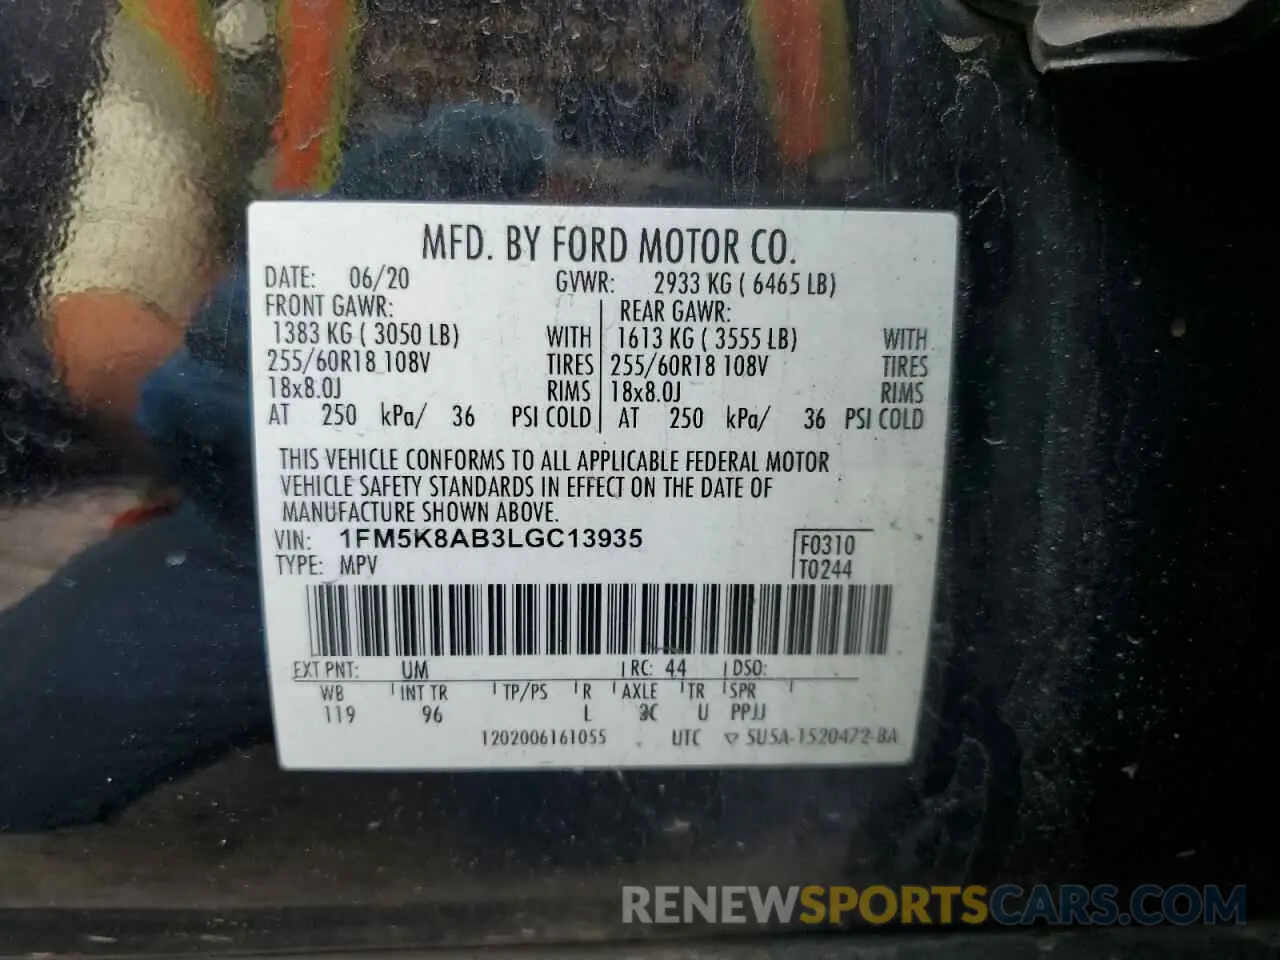 MFD. BY FORD MOTOR CO.
DATE: 06/20 GVWR: 2933 KG ( 6465 LB)
FRONT GAWR: REAR GAWR:
1383 KG ( 3050 LB) WITH 1613 KG ( 3555 LB) WITH
255/60R18 108V TIRES 255/60R18 108V TIRES
18x8.0J RIMS 18x8.0J RIMS
AT 250 kPa/ 36 PSI COLD AT 250 kPa/ 36 PSI COLD
THIS VEHICLE CONFORMS TO ALL APPLICABLE FEDERAL MOTOR
VEHICLE SAFETY STANDARDS IN EFFECT ON THE DATE OF
MANUFACTURE SHOWN ABOVE.
VIN: 1FM5K8AB3LGC13935 F0310
TYPE: MPV T0244
EXT PNT: UM RC: 44 DSO:
WB INT TR TP/PS R AXLE TR SPR
119 96 L U PPJJ
1202006161055 UTC ▽ 5U5A-1520472-BA
RENEWSPORTSCARS.COM